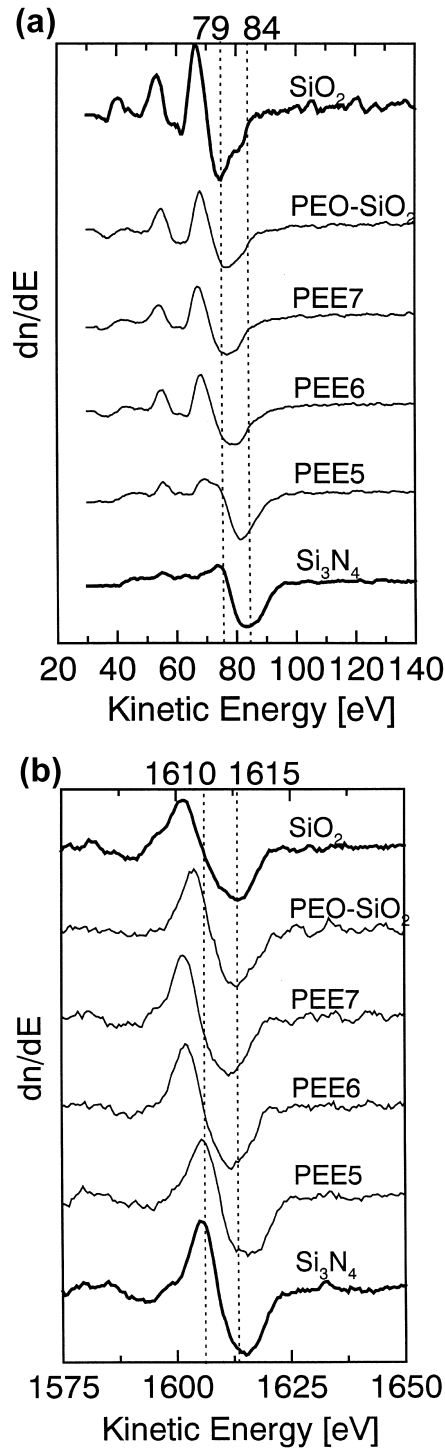 (a)
79 84
SiO₂
PEO-SiO₂
PEE7
PEE6
PEE5
Si₃N₄
dn/dE
20 40 60 80 100 120 140
Kinetic Energy [eV]
(b)
1610 1615
SiO₂
PEO-SiO₂
PEE7
PEE6
PEE5
Si₃N₄
dn/dE
1575 1600 1625 1650
Kinetic Energy [eV]